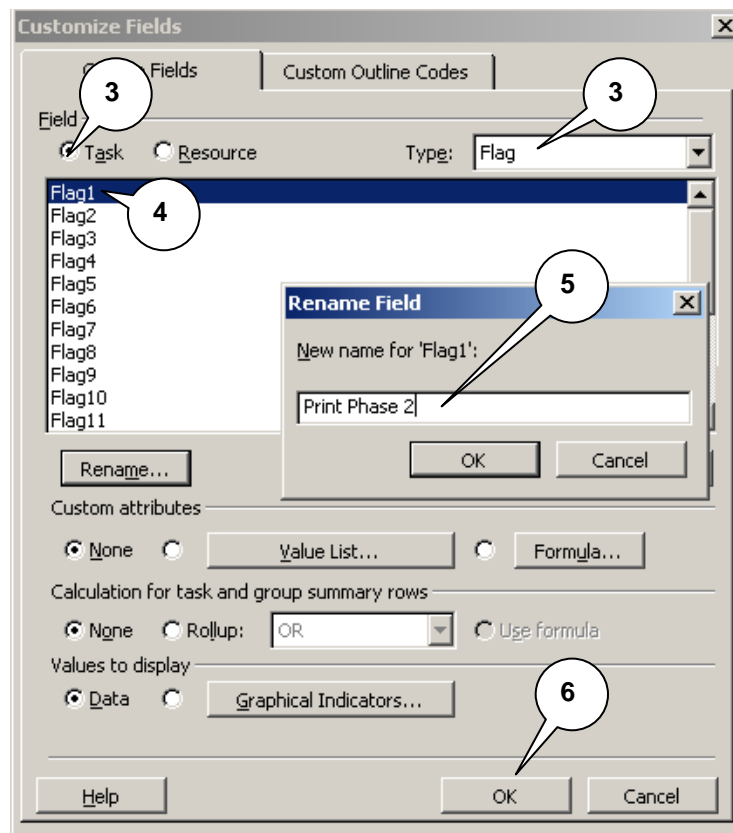 Customize Fields
Fields
Custom Outline Codes
3
3
Field
Task
Resource
Type:
Flag
Flag1
4
Flag2
Flag3
Flag4
Flag5
Flag6
Flag7
Flag8
Flag9
Flag10
Flag11
5
Rename Field
New name for 'Flag1':
Print Phase 2
OK
Cancel
Rename...
Custom attributes
None
Value List...
Formula...
Calculation for task and group summary rows
None
Rollup:
OR
Use formula
Values to display
Data
Graphical Indicators...
6
Help
OK
Cancel